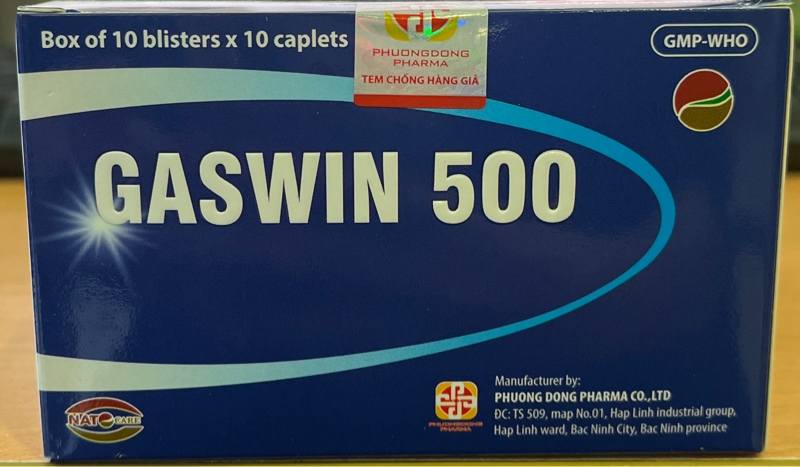 Box of 10 blisters x 10 caplets
PHUONGDONG
PHARMA
TEM CHỐNG HÀNG GIẢ
GMP-WHO
GASWIN 500
NATO CARE
PHUONGDONG
PHARMA
Manufacturer by:
PHUONG DONG PHARMA CO.,LTD
ĐC: TS 509, map No.01, Hap Linh industrial group,
Hap Linh ward, Bac Ninh City, Bac Ninh province